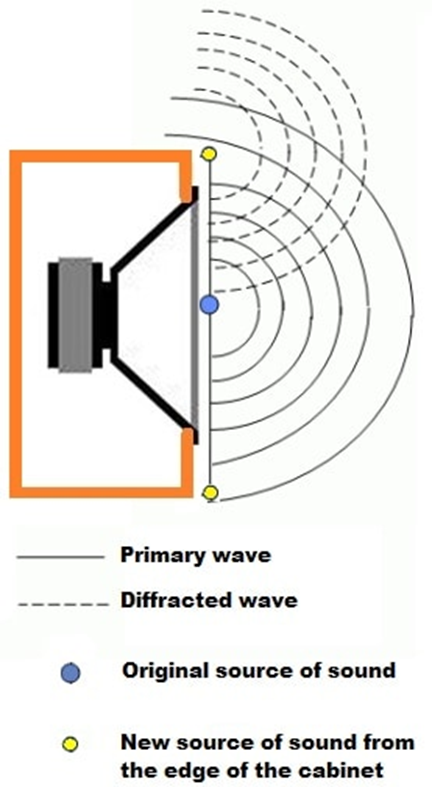 Primary wave
Diffracted wave
Original source of sound
New source of sound from
the edge of the cabinet